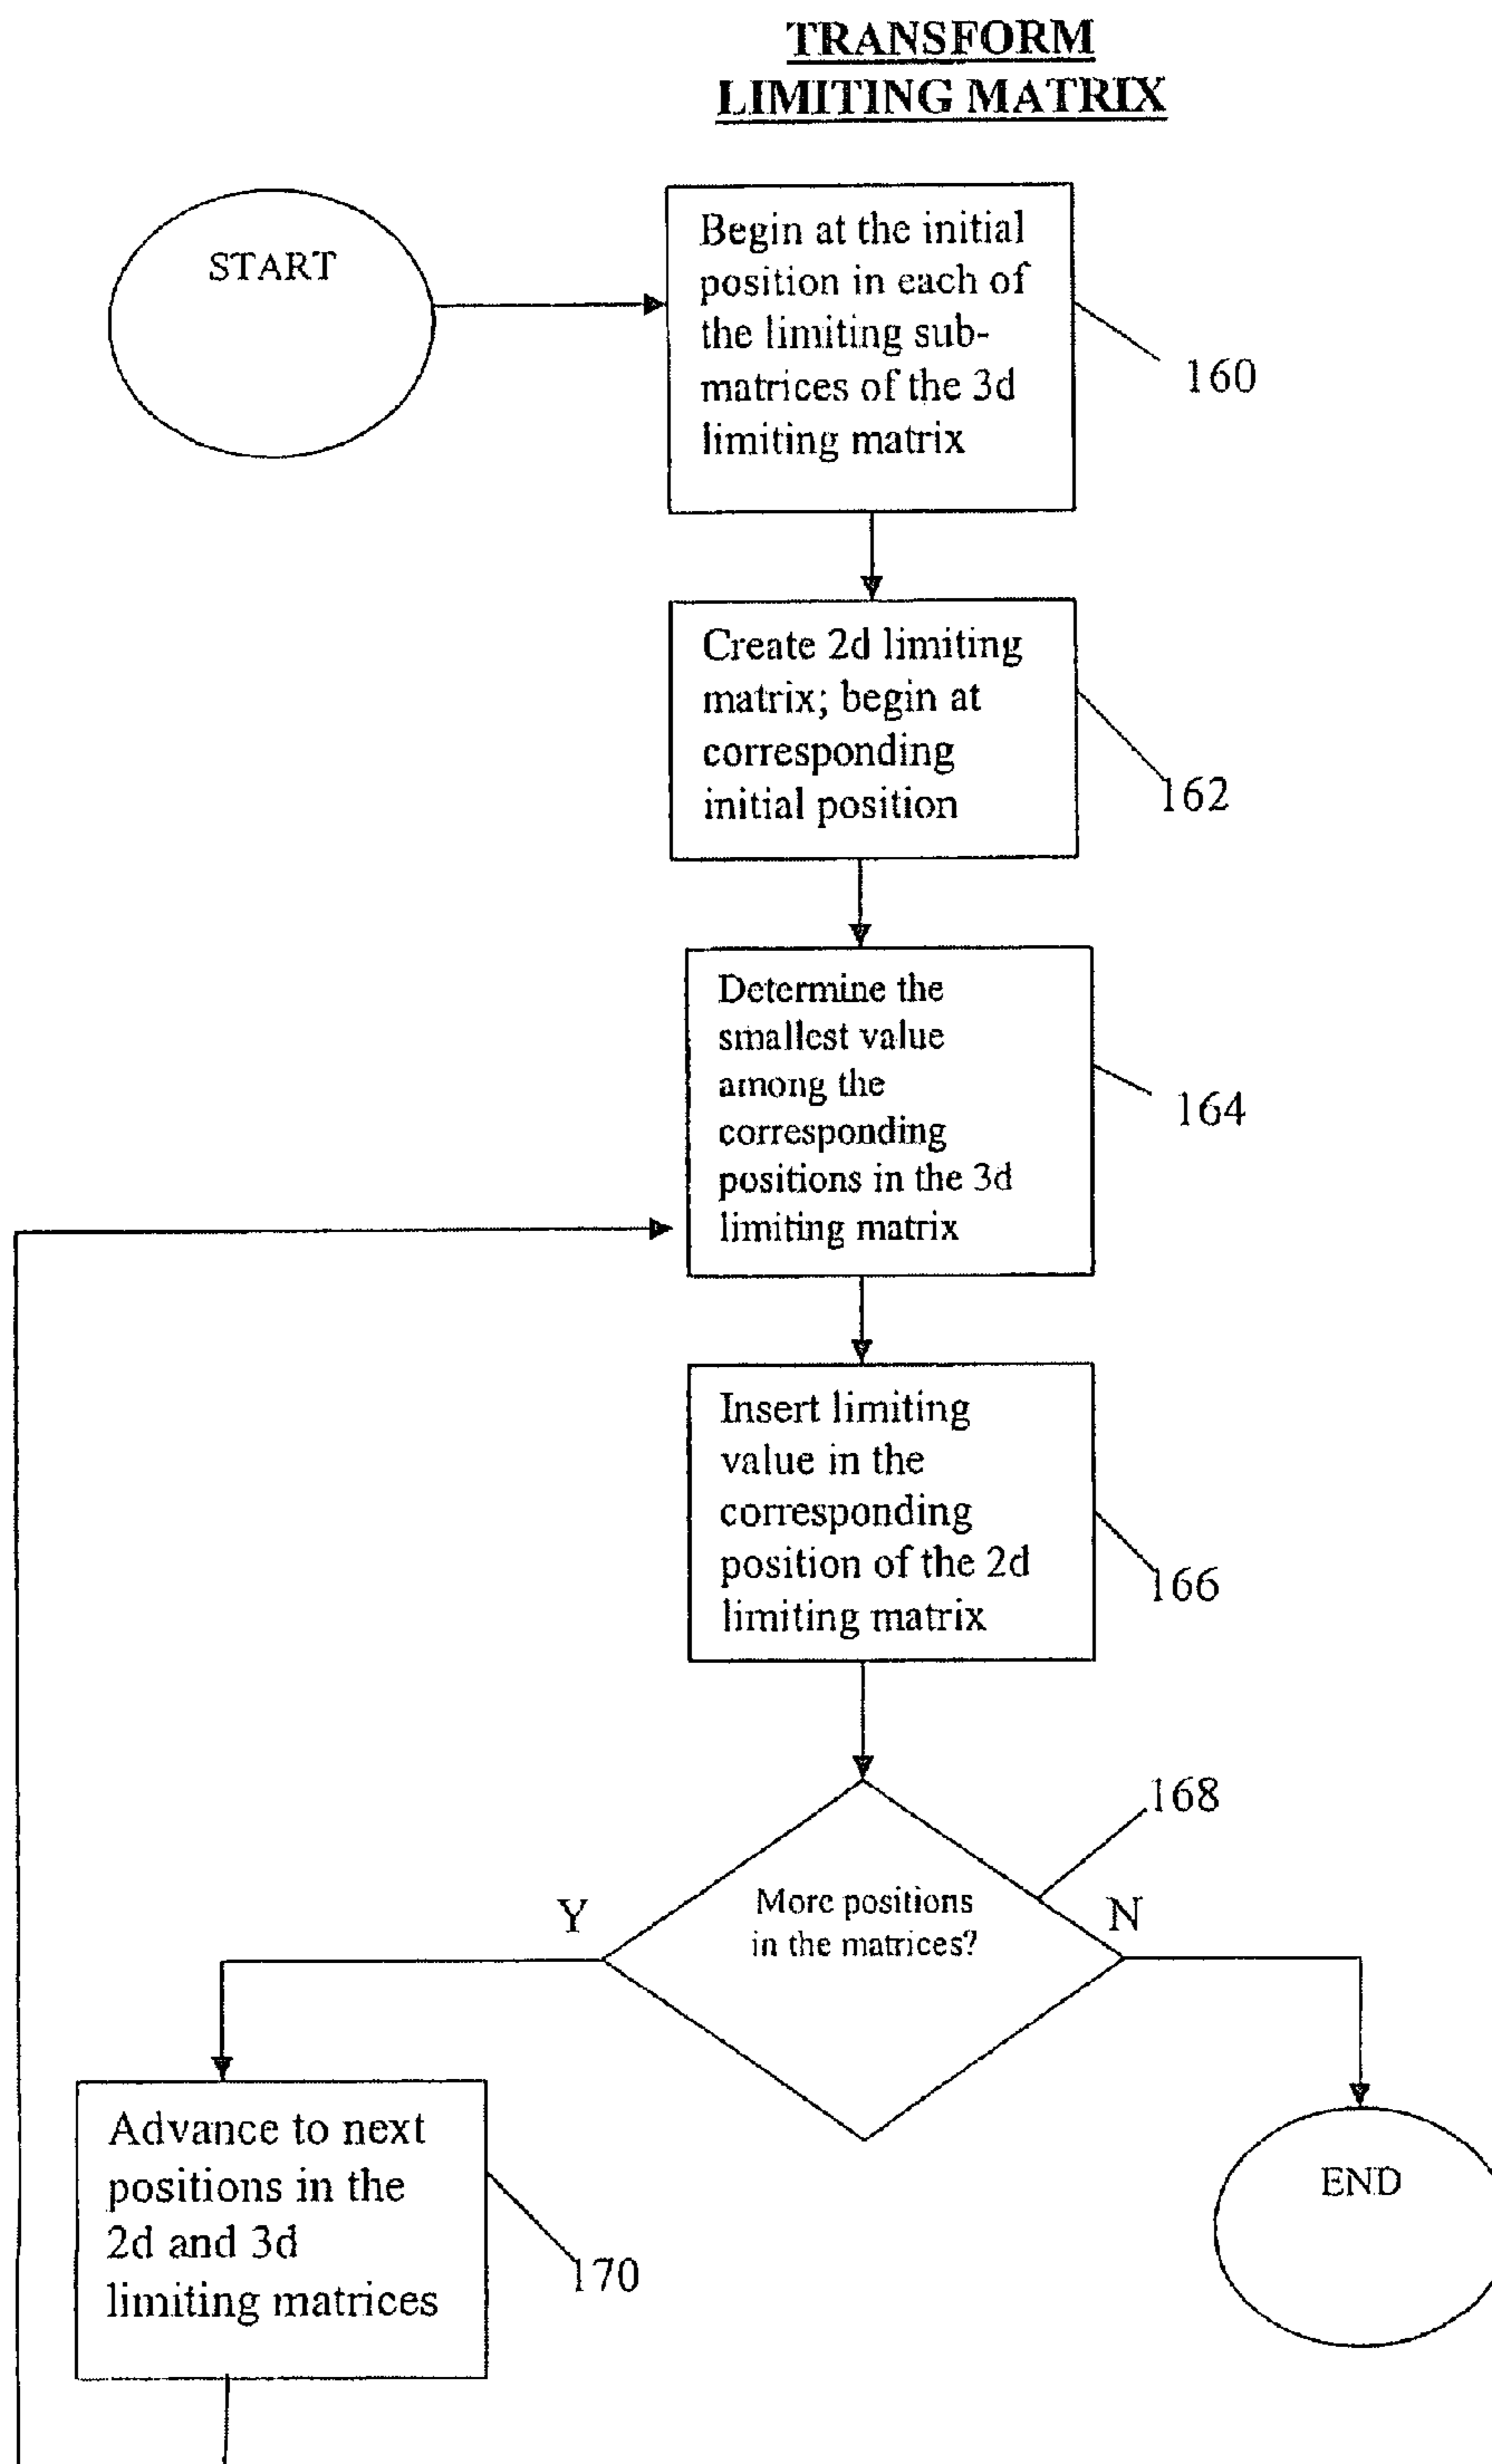 TRANSFORM
LIMITING MATRIX
START
Begin at the initial
position in each of
the limiting sub-
matrices of the 3d
limiting matrix
160
Create 2d limiting
matrix; begin at
corresponding
initial position
162
Determine the
smallest value
among the
corresponding
positions in the 3d
limiting matrix
164
Insert limiting
value in the
corresponding
position of the 2d
limiting matrix
166
168
More positions
in the matrices?
Y
N
Advance to next
positions in the
2d and 3d
limiting matrices
170
END